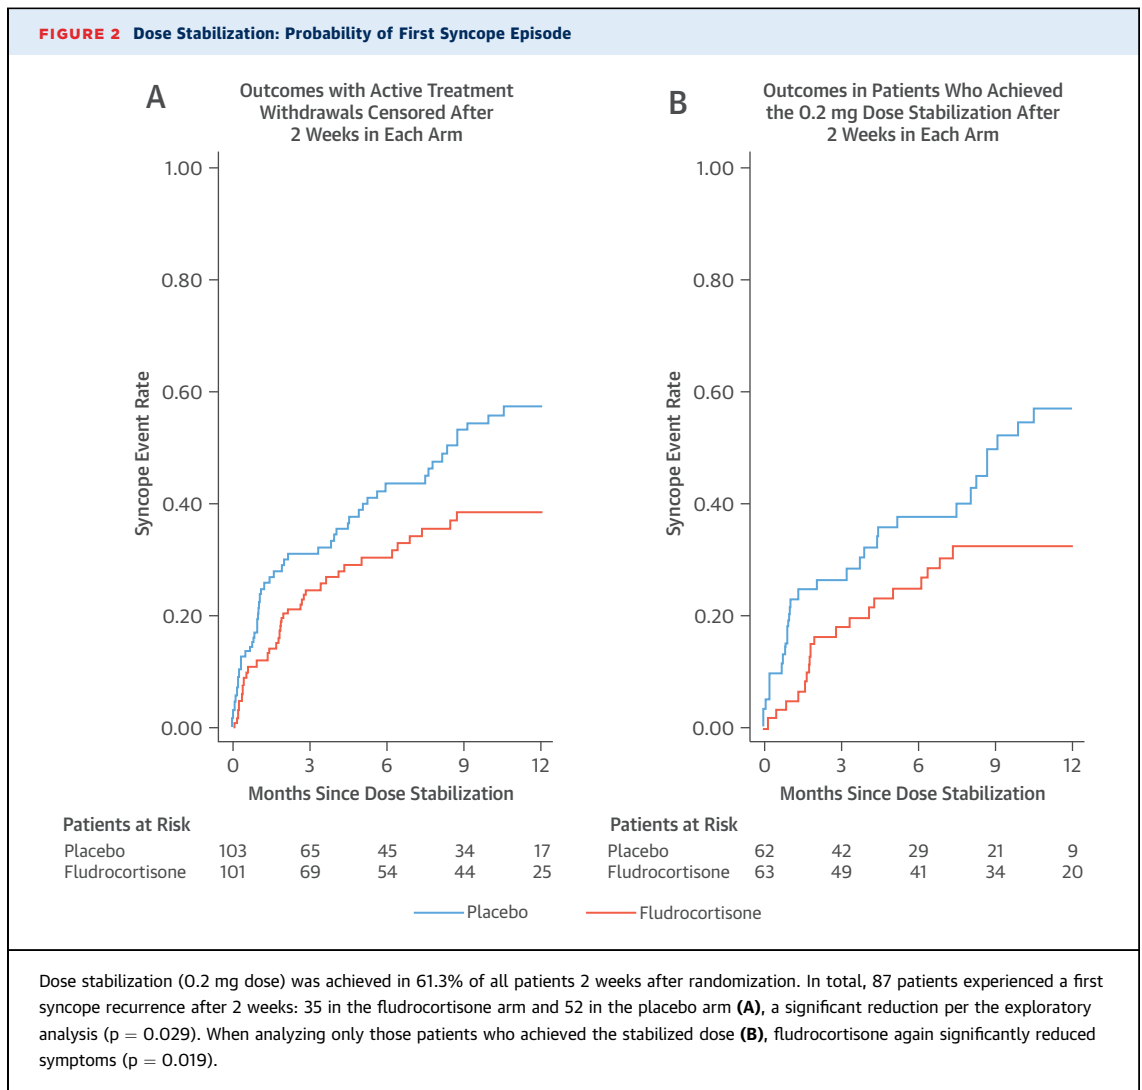 FIGURE 2 Dose Stabilization: Probability of First Syncope Episode
A
Outcomes with Active Treatment
Withdrawals Censored After
2 Weeks in Each Arm
1.00
0.80
0.60
0.40
0.20
0.00
Syncope Event Rate
0 3 6 9 12
Months Since Dose Stabilization
Patients at Risk
Placebo 103 65 45 34 17
Fludrocortisone 101 69 54 44 25
B
Outcomes in Patients Who Achieved
the 0.2 mg Dose Stabilization After
2 Weeks in Each Arm
1.00
0.80
0.60
0.40
0.20
0.00
Syncope Event Rate
0 3 6 9 12
Months Since Dose Stabilization
Patients at Risk
Placebo 62 42 29 21 9
Fludrocortisone 63 49 41 34 20
Placebo Fludrocortisone
Dose stabilization (0.2 mg dose) was achieved in 61.3% of all patients 2 weeks after randomization. In total, 87 patients experienced a first
syncope recurrence after 2 weeks: 35 in the fludrocortisone arm and 52 in the placebo arm (A), a significant reduction per the exploratory
analysis (p = 0.029). When analyzing only those patients who achieved the stabilized dose (B), fludrocortisone again significantly reduced
symptoms (p = 0.019).